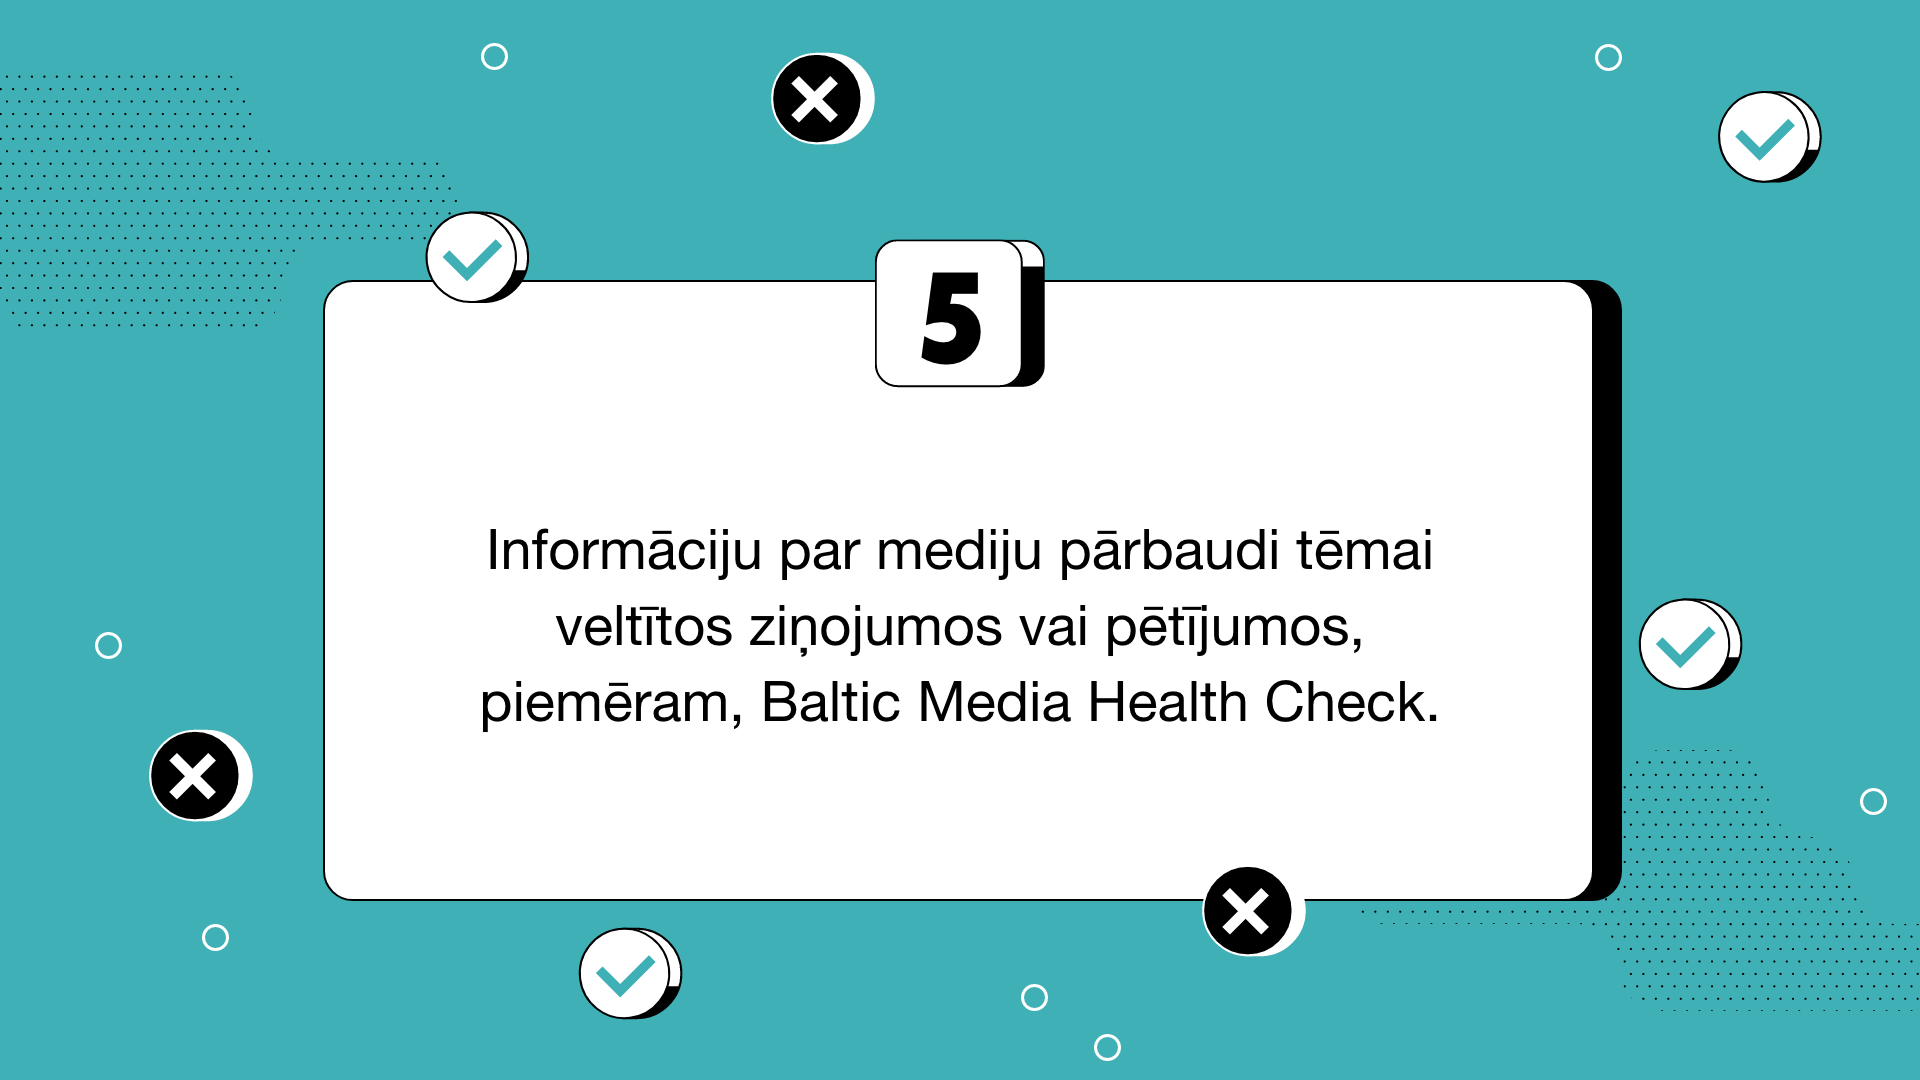 5
Informāciju par mediju pārbaudi tēmai
veltītos ziņojumos vai pētījumos,
piemēram, Baltic Media Health Check.